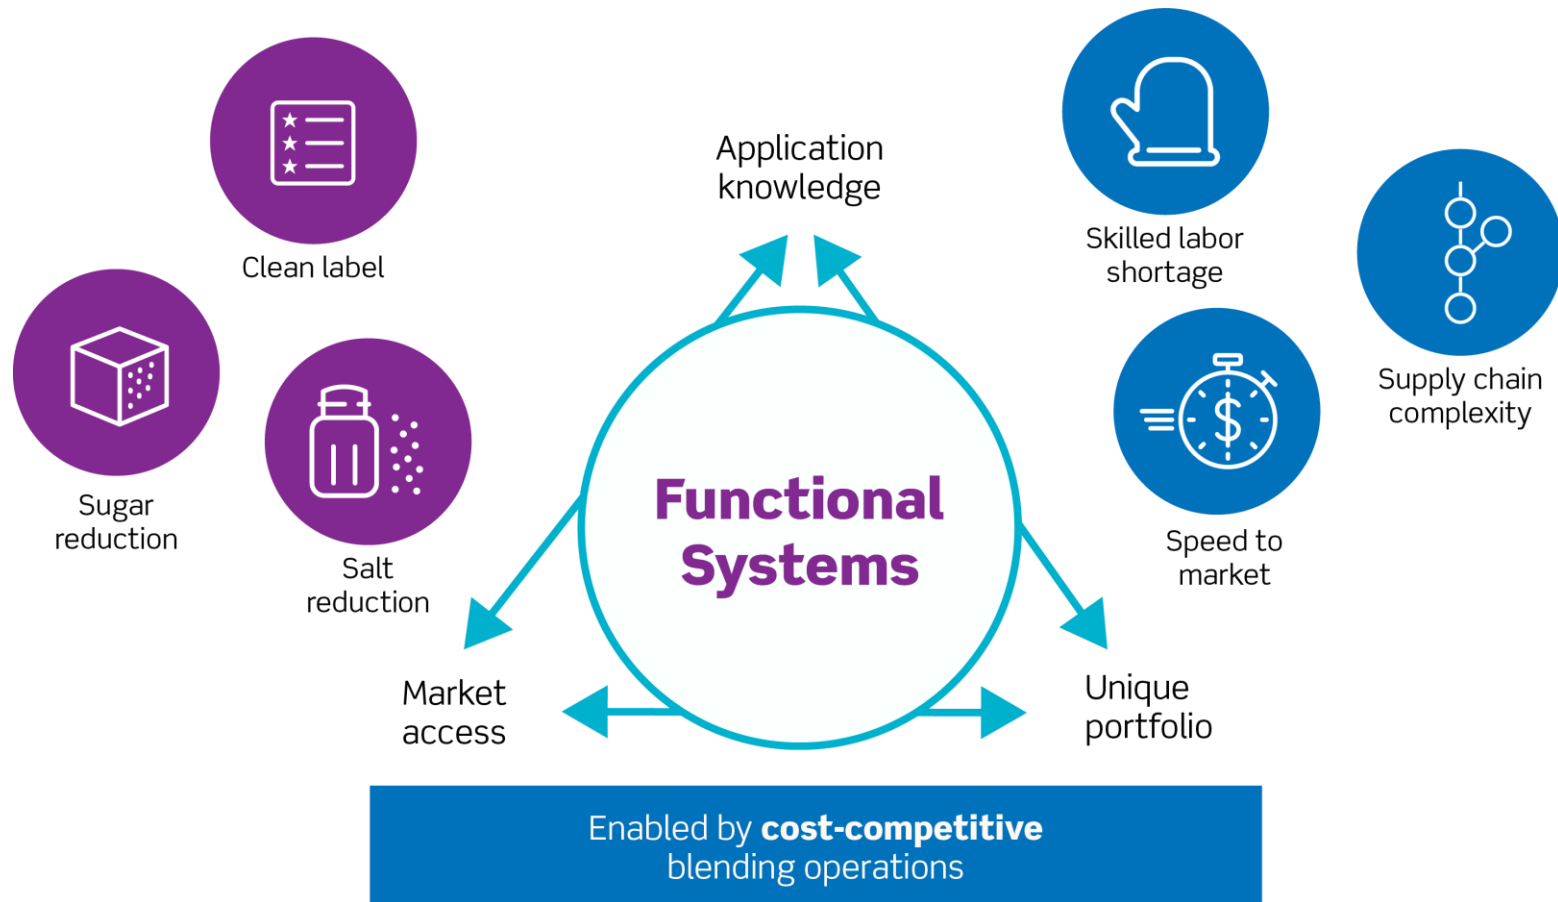 Clean label
Sugar
reduction
Salt
reduction
Application
knowledge
Skilled labor
shortage
Supply chain
complexity
Speed to
market
$
Functional
Systems
Market
access
Unique
portfolio
Enabled by cost-competitive
blending operations